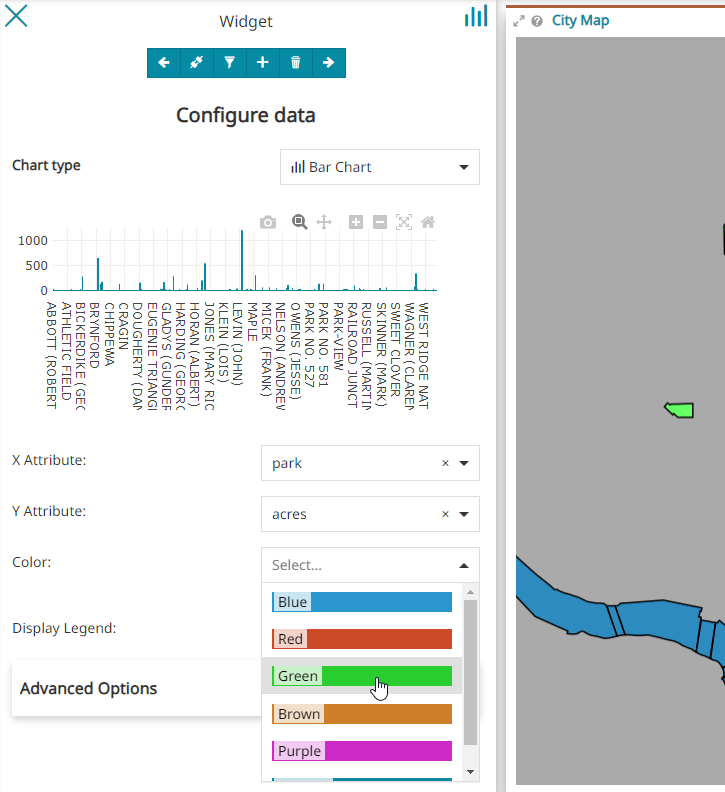 Widget
City Map
Configure data
Chart type
Bar Chart
1000
500
0
ABBOTT (ROBERT
ATHLETIC FIELD
BICKERDIKE (GEO
BRYNFORD
CHIPPEWA
CRAGIN
DOUGHERTY (DAN
EUGENIE TRIANGL
GLADYS (GUNDER
HARDING (GEORG
HORAN (ALBERT)
JONES (MARY RIC
KLEIN (LOIS)
LEVIN (JOHN)
MAPLE
MICEK (FRANK)
NELSON (ANDREW
OWENS (JESSE)
PARK NO. 527
PARK NO. 581
PARK-VIEW
RAILROAD JUNCT
RUSSELL (MARTIN
SKINNER (MARK)
SWEET CLOVER
WAGNER (CLAREN
WEST RIDGE NAT
X Attribute:
park
Y Attribute:
acres
Color:
Select...
Blue
Red
Display Legend:
Green
Advanced Options
Brown
Purple